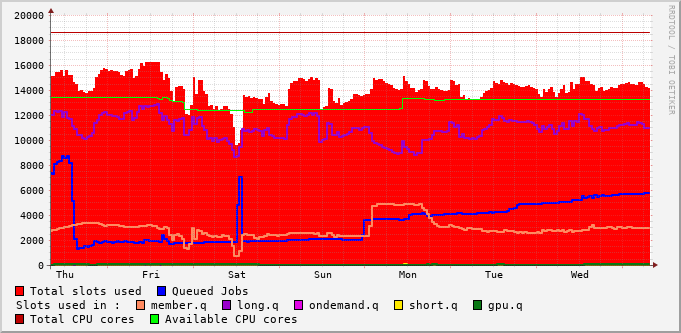 20000
18000
16000
14000
12000
10000
8000
6000
4000
2000
0
Thu Fri Sat Sun Mon Tue Wed
Total slots used Queued Jobs
Slots used in : member.q long.q ondemand.q short.q gpu.q
Total CPU cores Available CPU cores
RRDTOOL / TOBI OETIKER